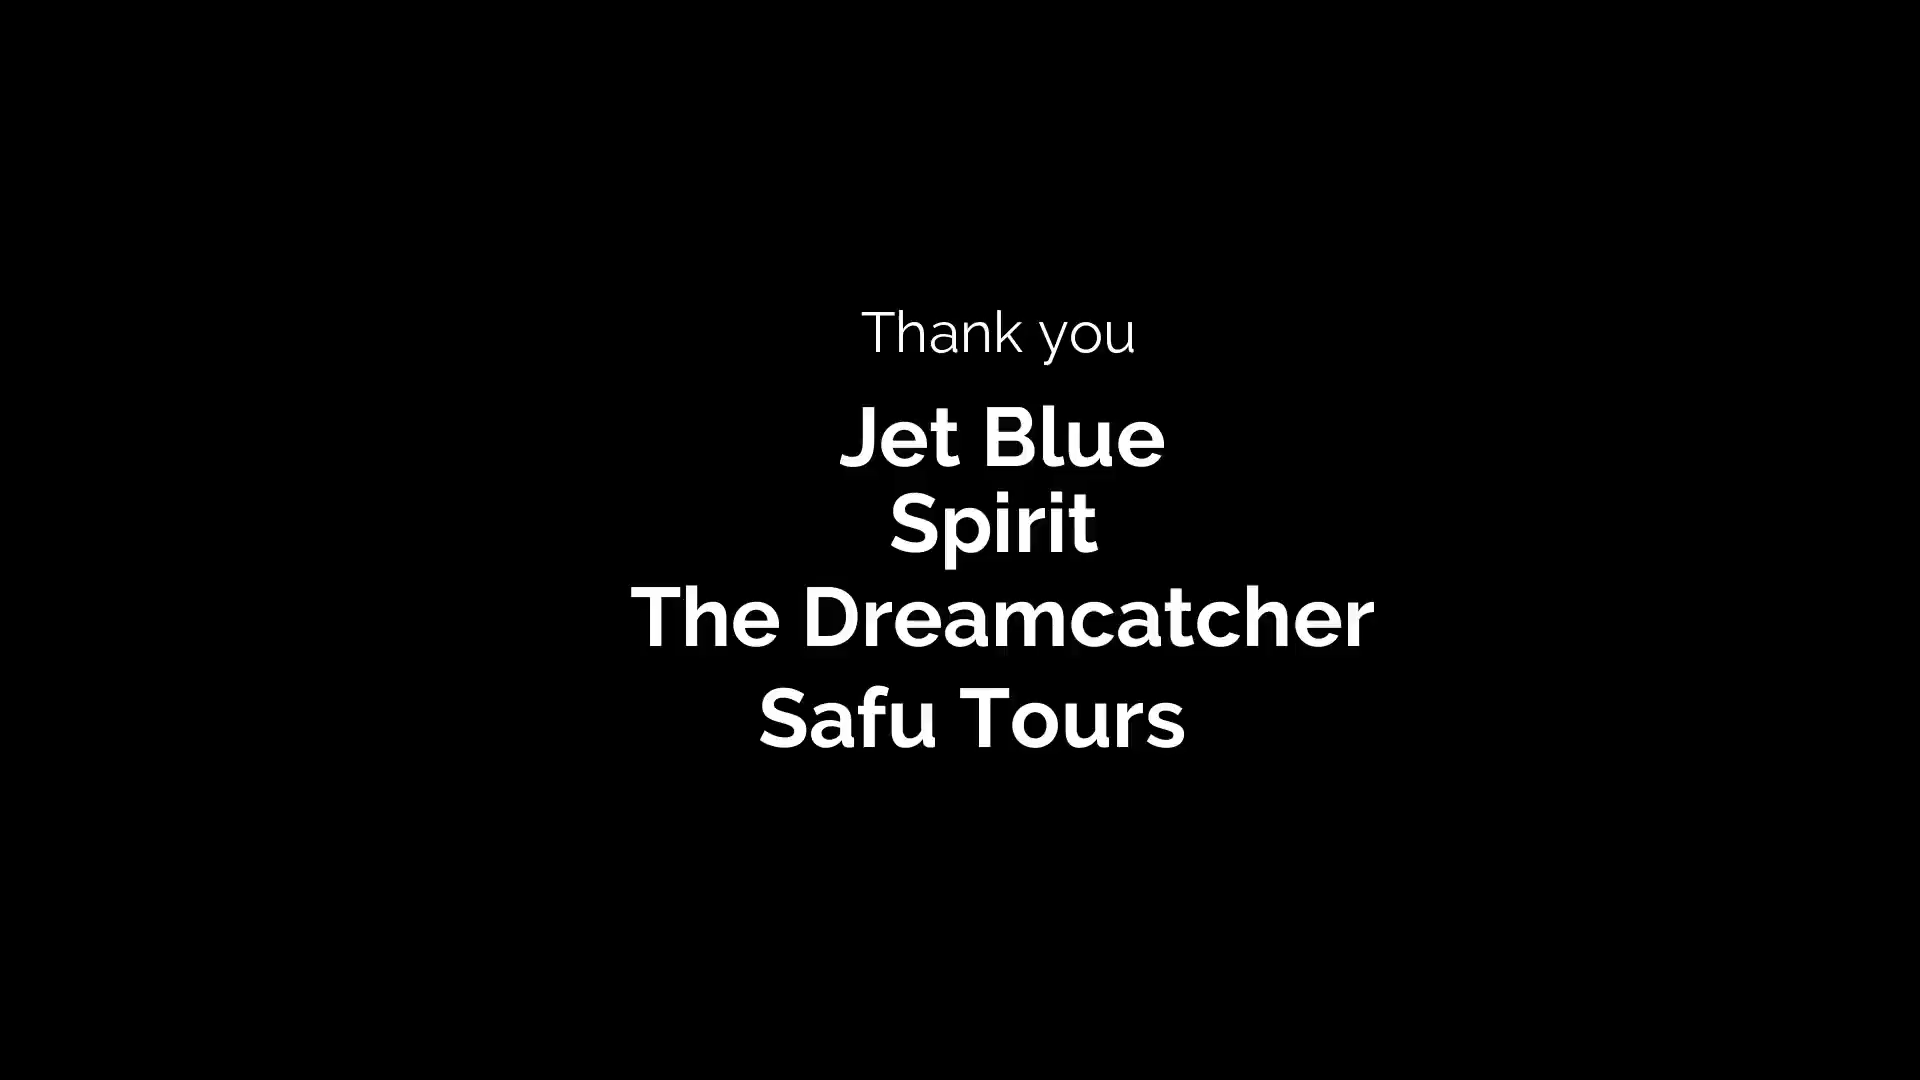 Thank you
Jet Blue
Spirit
The Dreamcatcher
Safu Tours